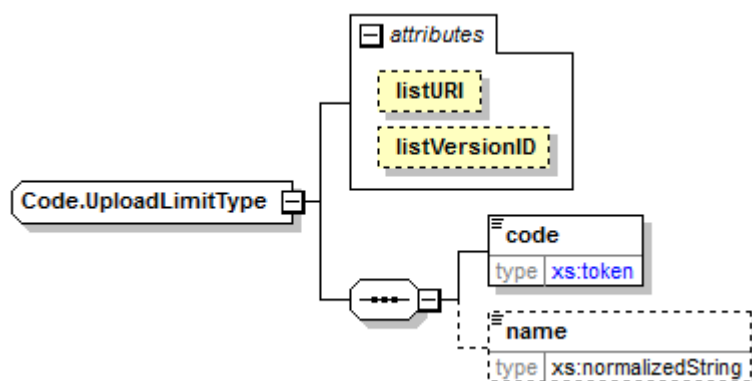 attributes
listURI
listVersionID
Code.UploadLimitType
code
type xs:token
name
type xs:normalizedString